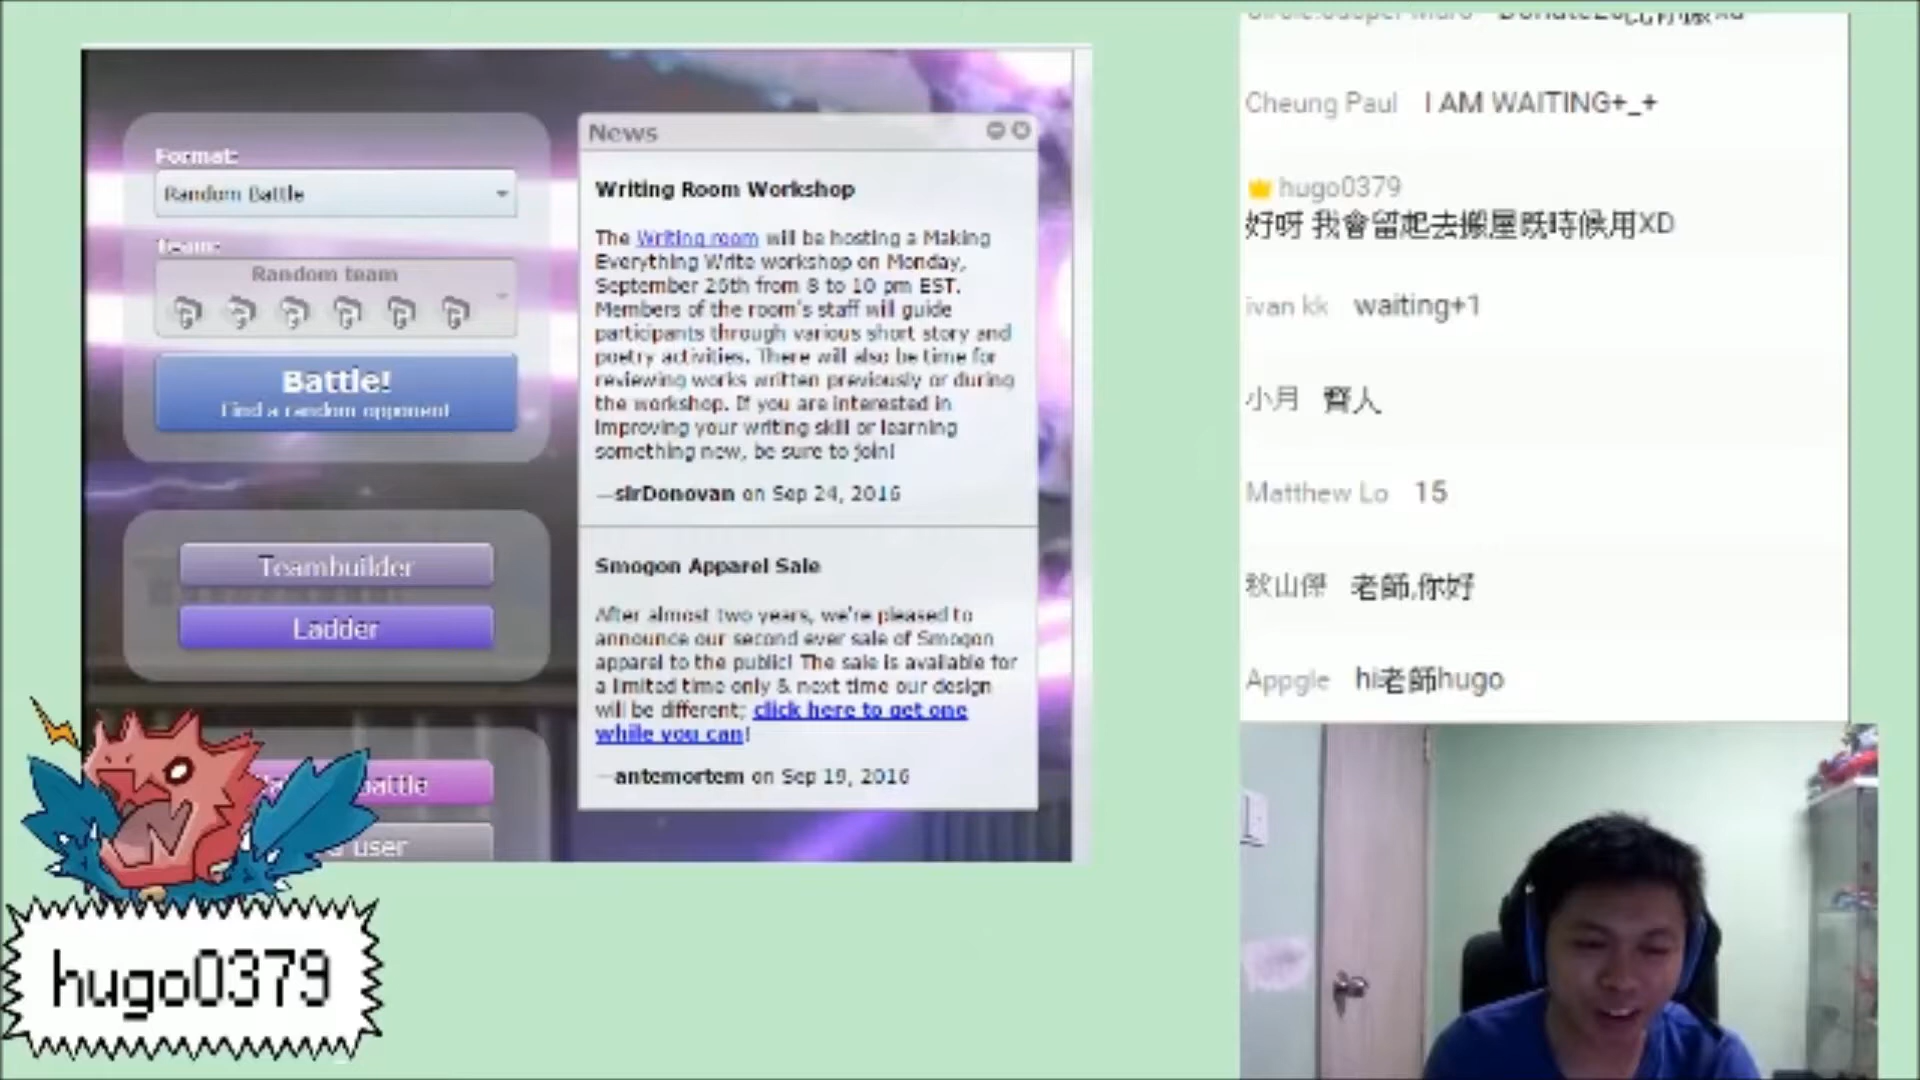 Format:
Random Battle
Team:
Random team
Battle!
Find a random opponent
Teambuilder
Ladder
battle
user
hugo0379
News
Writing Room Workshop
The Writing room will be hosting a Making
Everything Write workshop on Monday,
September 26th from 8 to 10 pm EST.
Members of the room's staff will guide
participants through various short story and
poetry activities. There will also be time for
reviewing works written previously or during
the workshop. If you are interested in
improving your writing skill or learning
something new, be sure to join!
—sirDonovan on Sep 24, 2016
Smogon Apparel Sale
After almost two years, we're pleased to
announce our second ever sale of Smogon
apparel to the public! The sale is available for
a limited time only & next time our design
will be different; click here to get one
while you can!
—antemortem on Sep 19, 2016
Cheung Paul I AM WAITING+_+
hugo0379
好呀 我會留起去搬屋既時候用XD
ivan kk waiting+1
小月 賢人
Matthew Lo 15
秋山傑 老師,你好
Appgle hi老師hugo